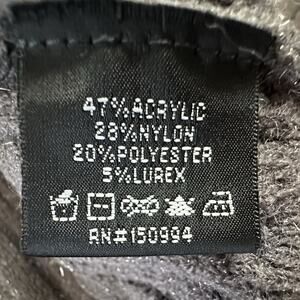 47%ACRYLIC
28%NYLON
20%POLYESTER
5%LUREX
RN#150994